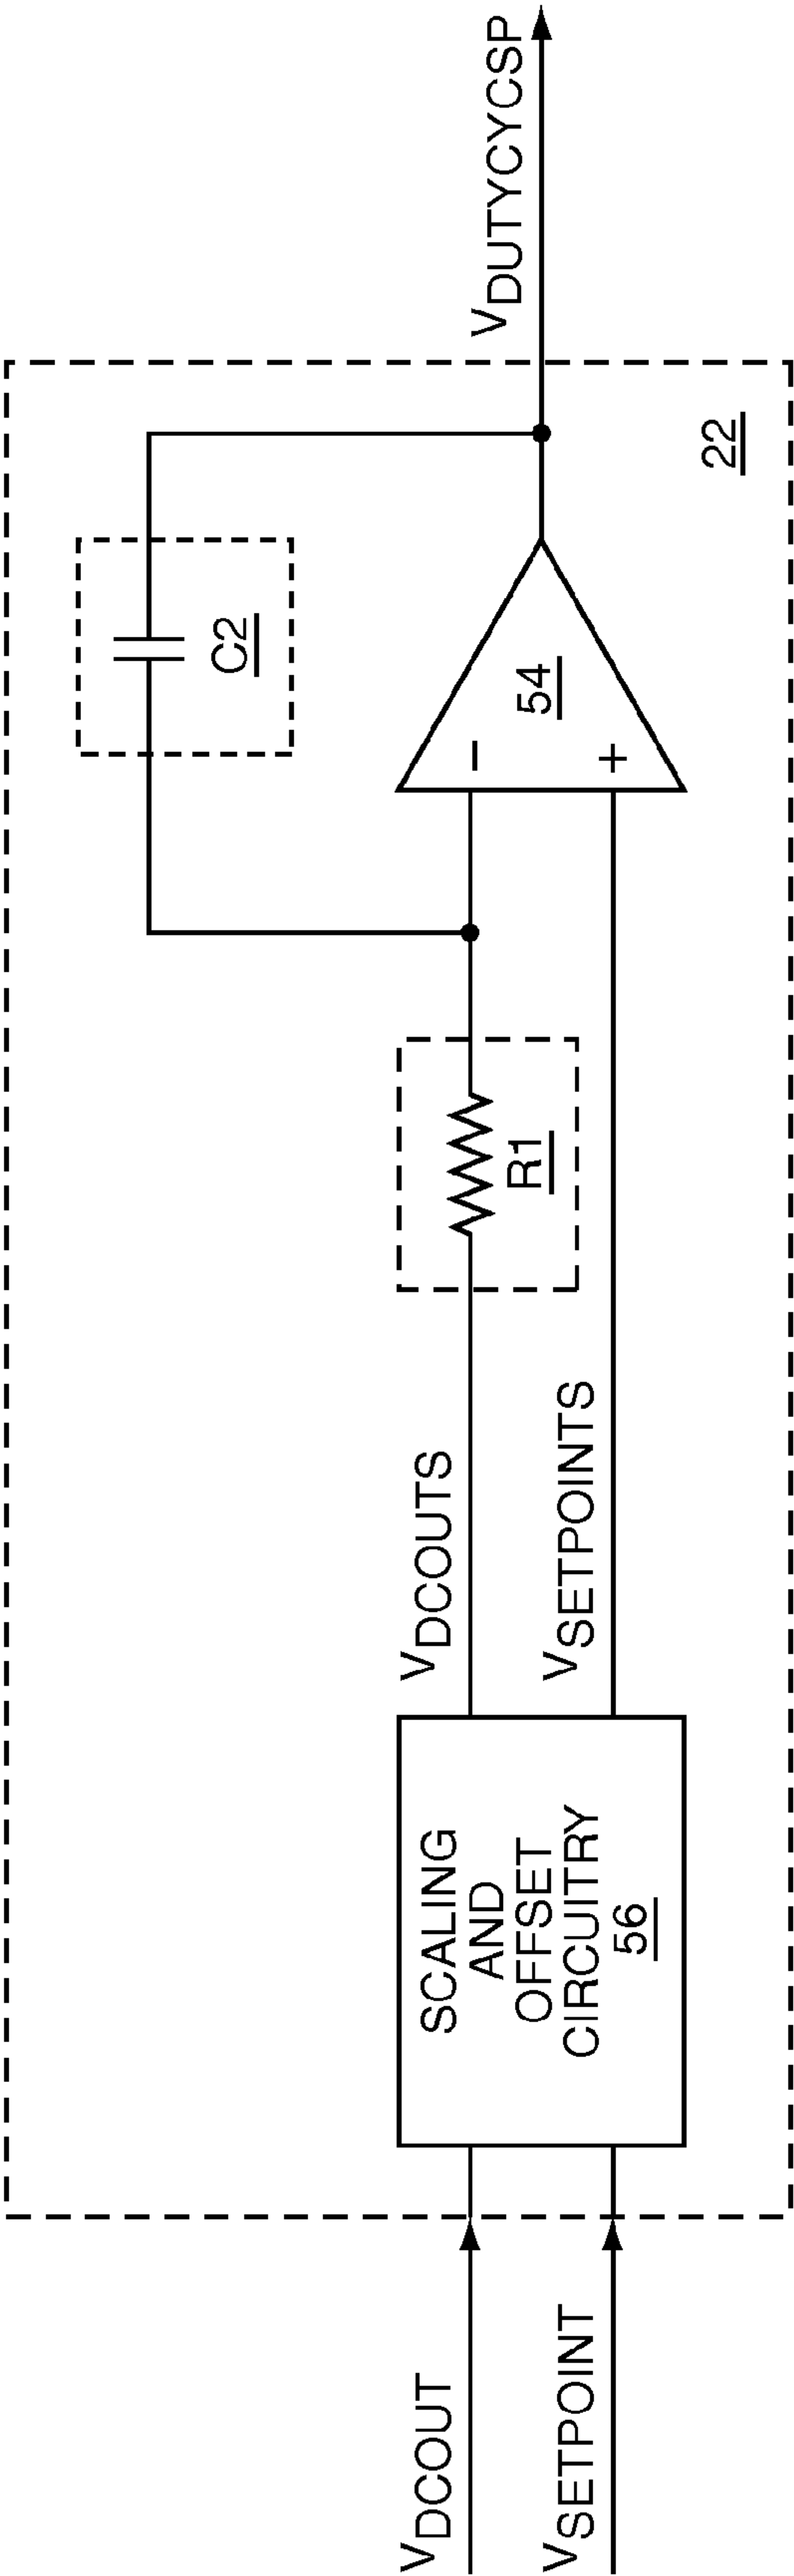 VDCOUT
VSETPOINT
SCALING
AND
OFFSET
CIRCUITRY
56
VDCOUTS
VSETPOINTS
R1
C2
−
+
54
22
VDUTYCYCSP